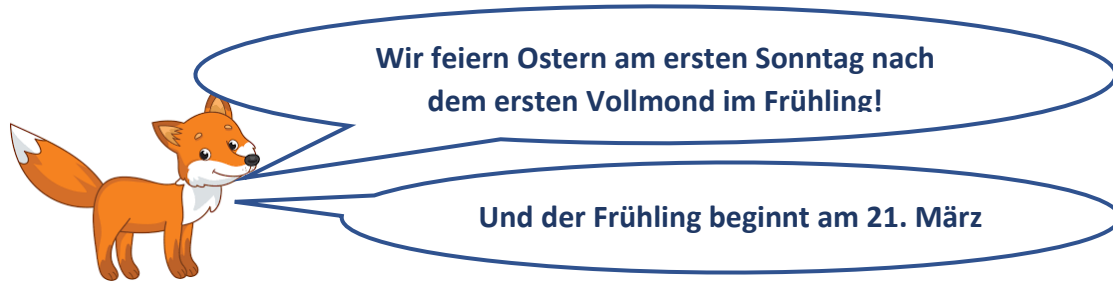 Wir feiern Ostern am ersten Sonntag nach
dem ersten Vollmond im Frühling!
Und der Frühling beginnt am 21. März